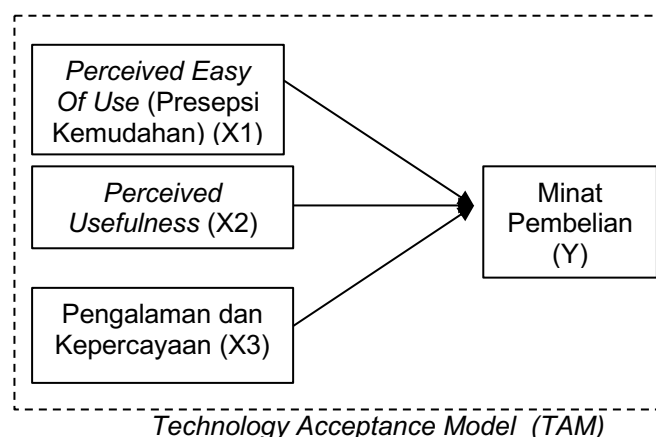 Perceived Easy
Of Use (Presepsi
Kemudahan) (X1)
Perceived
Usefulness (X2)
Pengalaman dan
Kepercayaan (X3)
Minat
Pembelian
(Y)
Technology Acceptance Model  (TAM)